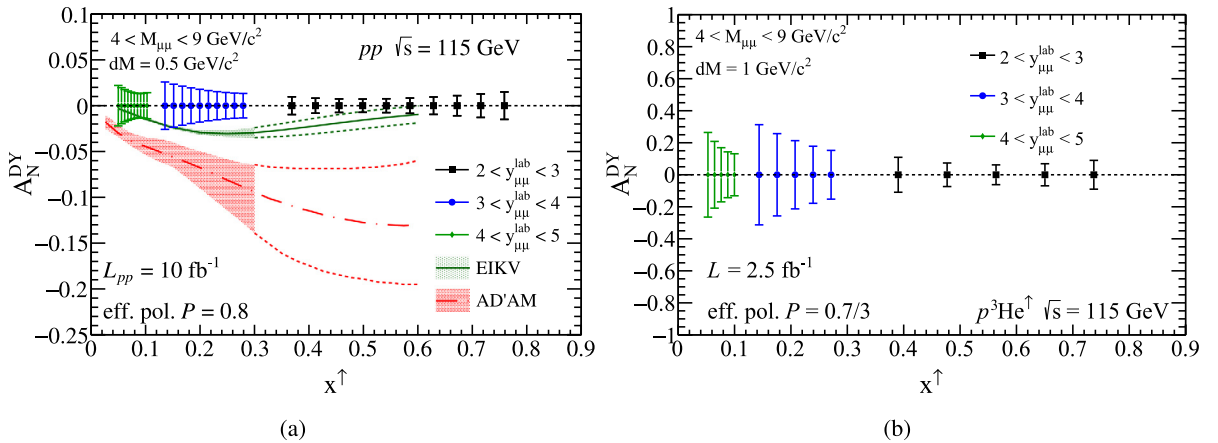 0.1
0.05
0
−0.05
−0.1
−0.15
−0.2
−0.25
A_N^DY
4 < M_μμ < 9 GeV/c²
dM = 0.5 GeV/c²
pp √s = 115 GeV
2 < y_μμ^lab < 3
3 < y_μμ^lab < 4
4 < y_μμ^lab < 5
EIKV
AD'AM
L_pp = 10 fb⁻¹
eff. pol. P = 0.8
0 0.1 0.2 0.3 0.4 0.5 0.6 0.7 0.8 0.9
x↑
(a)
1
0.8
0.6
0.4
0.2
0
−0.2
−0.4
−0.6
−0.8
−1
A_N^DY
4 < M_μμ < 9 GeV/c²
dM = 1 GeV/c²
2 < y_μμ^lab < 3
3 < y_μμ^lab < 4
4 < y_μμ^lab < 5
L = 2.5 fb⁻¹
eff. pol. P = 0.7/3
p³He↑ √s = 115 GeV
0 0.1 0.2 0.3 0.4 0.5 0.6 0.7 0.8 0.9
x↑
(b)